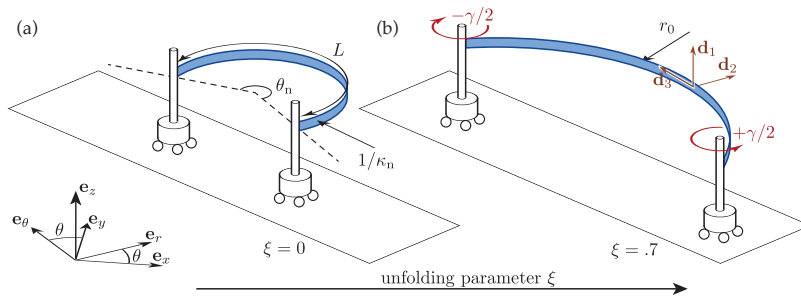 (a)
L
θn
1/κn
ez
eθ
θ
ey
er
θ
ex
ξ = 0
(b)
−γ/2
r0
d1
d2
d3
+γ/2
ξ = .7
unfolding parameter ξ